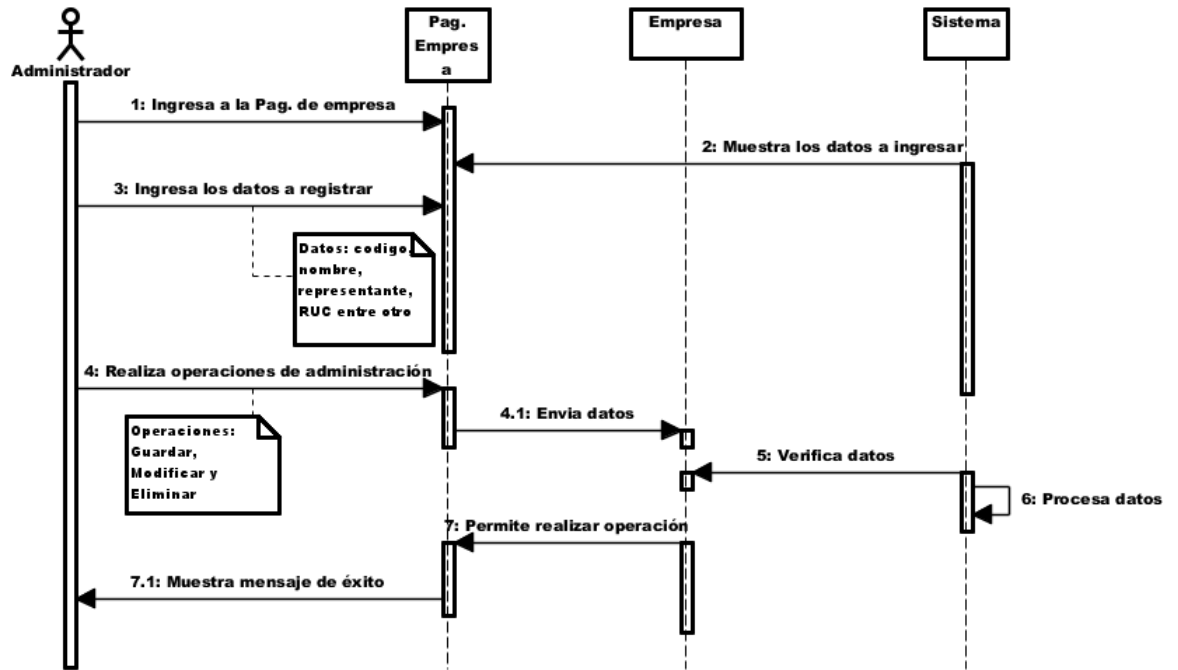 Pag.
Empres
a
Empresa
Sistema
Administrador
1: Ingresa a la Pag. de empresa
2: Muestra los datos a ingresar
3: Ingresa los datos a registrar
Datos: codigo,
nombre,
representante,
RUC entre otro
4: Realiza operaciones de administración
4.1: Envia datos
Operaciones:
Guardar,
Modificar y
Eliminar
5: Verifica datos
6: Procesa datos
7: Permite realizar operación
7.1: Muestra mensaje de éxito